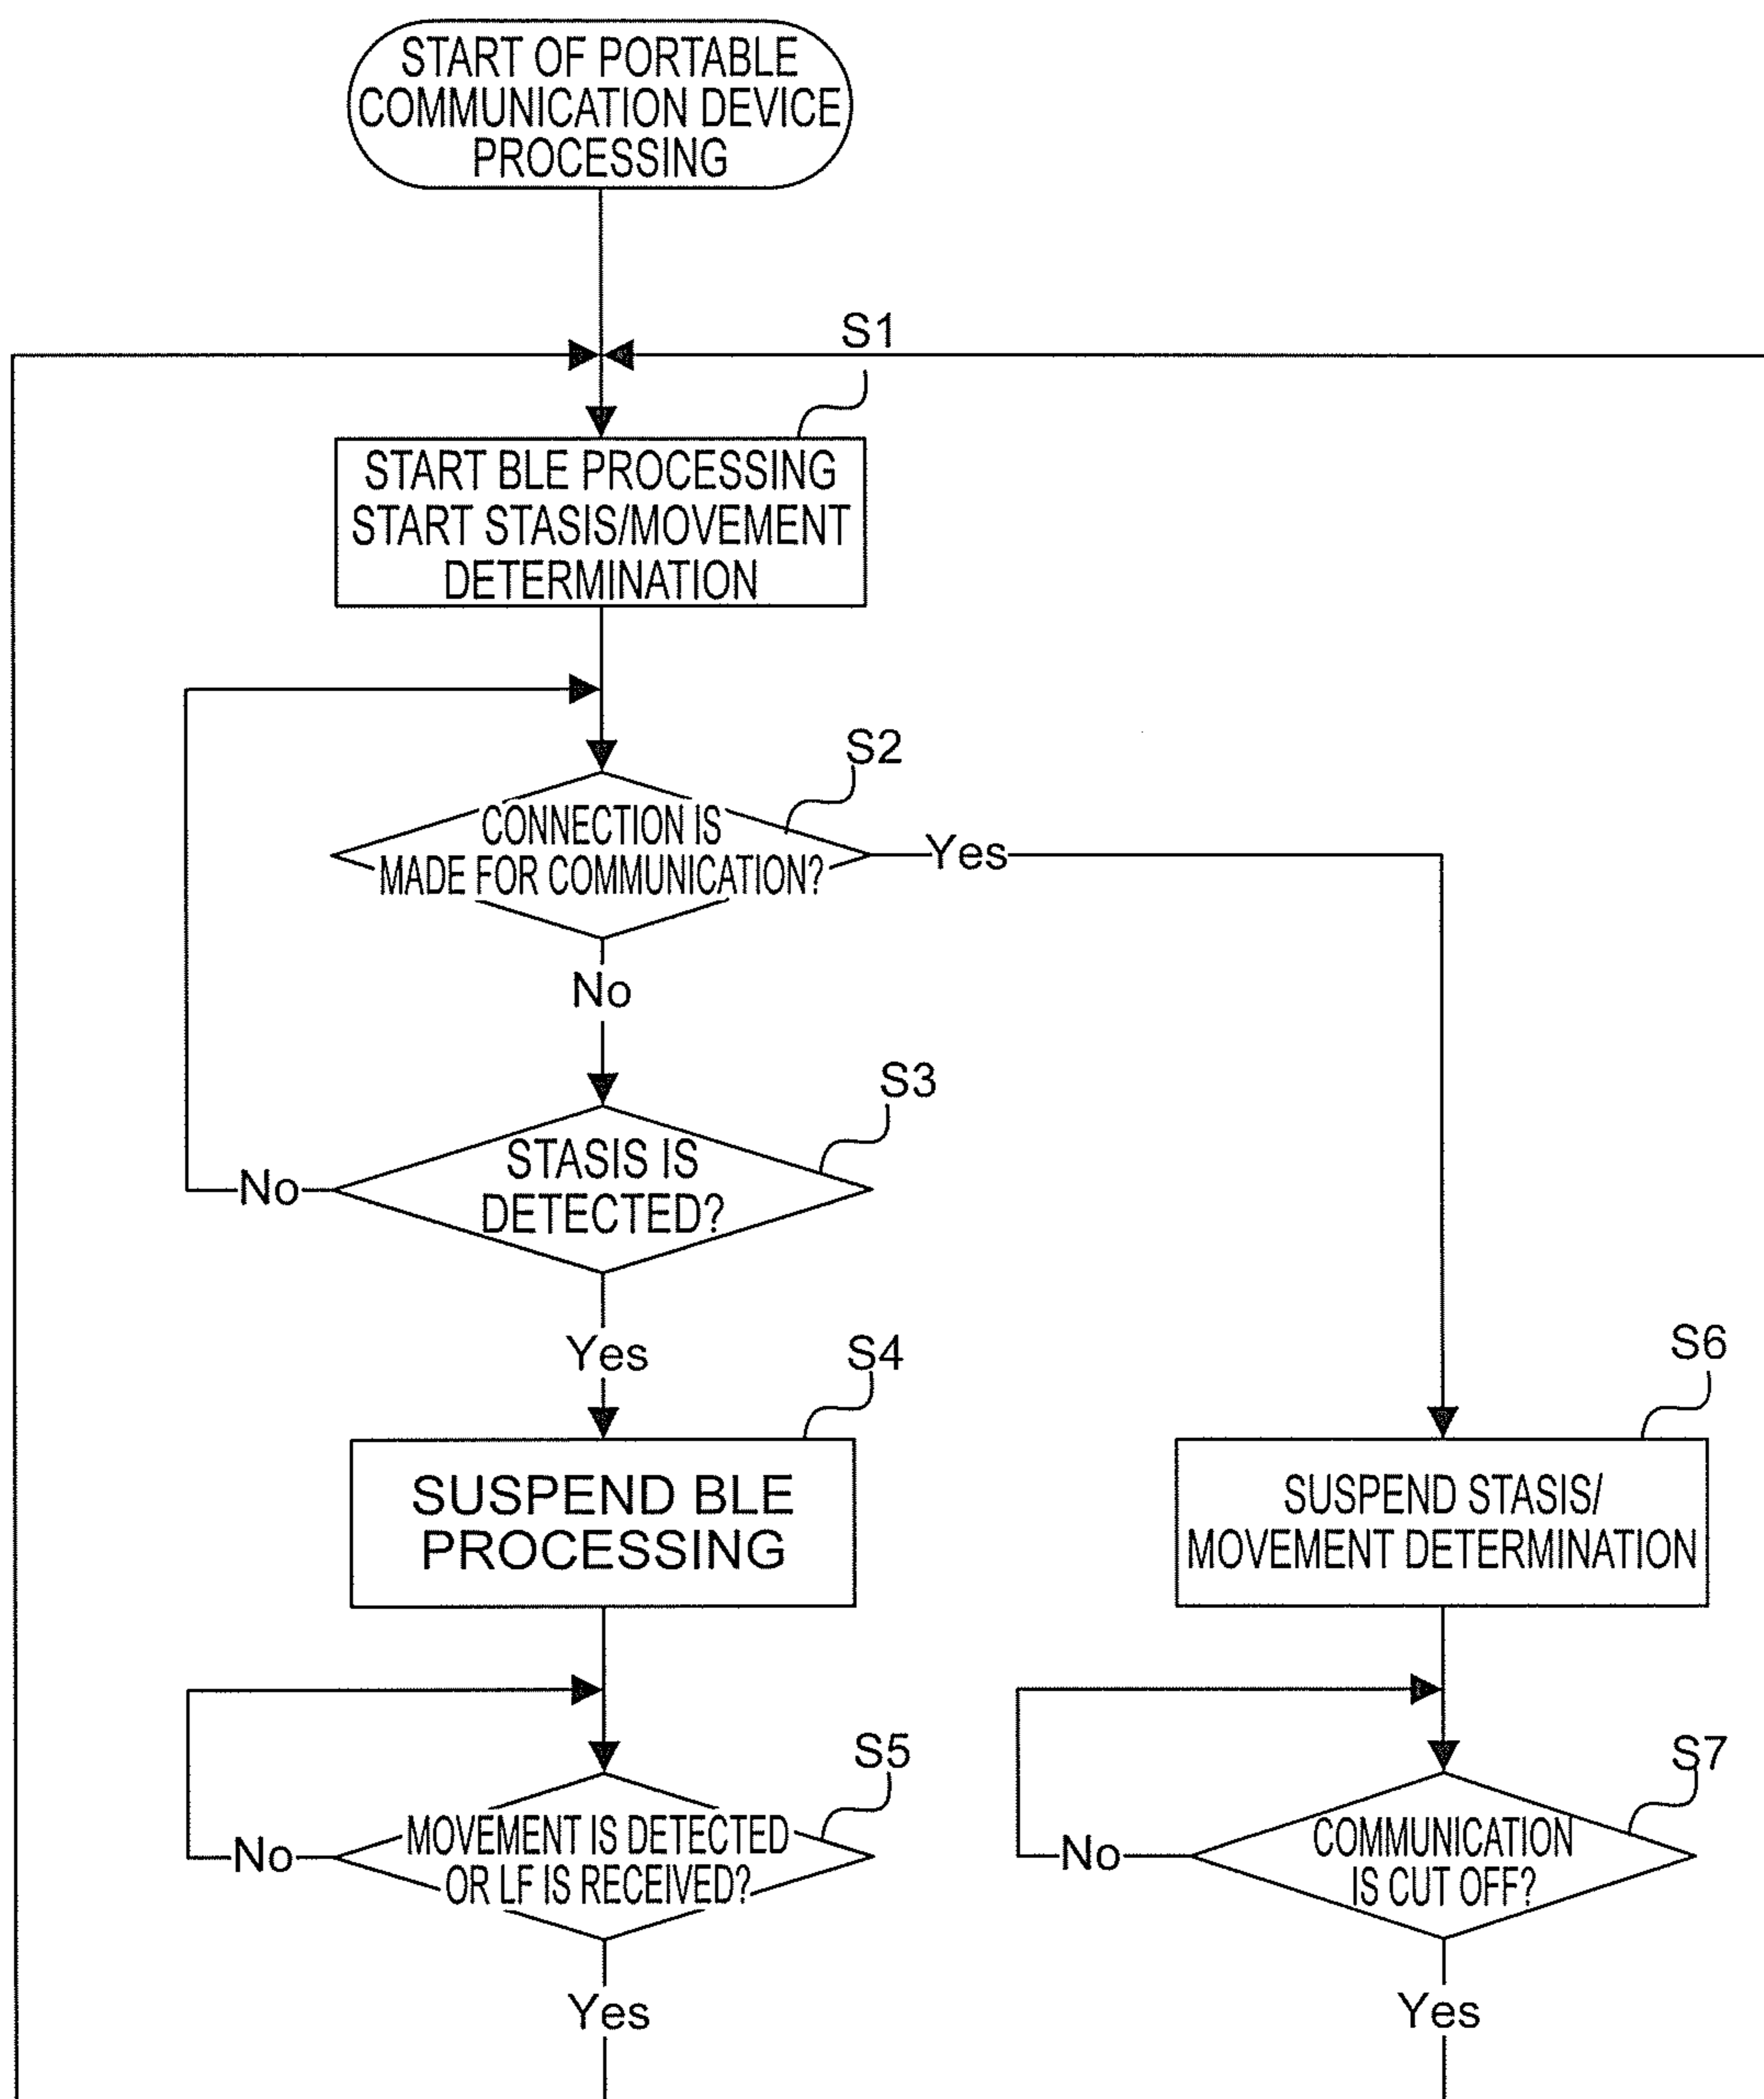 START OF PORTABLE
COMMUNICATION DEVICE
PROCESSING
S1
START BLE PROCESSING
START STASIS/MOVEMENT
DETERMINATION
S2
CONNECTION IS
MADE FOR COMMUNICATION?
Yes
No
S3
STASIS IS
DETECTED?
No
Yes
S4
SUSPEND BLE
PROCESSING
S6
SUSPEND STASIS/
MOVEMENT DETERMINATION
S5
MOVEMENT IS DETECTED
OR LF IS RECEIVED?
No
Yes
S7
COMMUNICATION
IS CUT OFF?
No
Yes